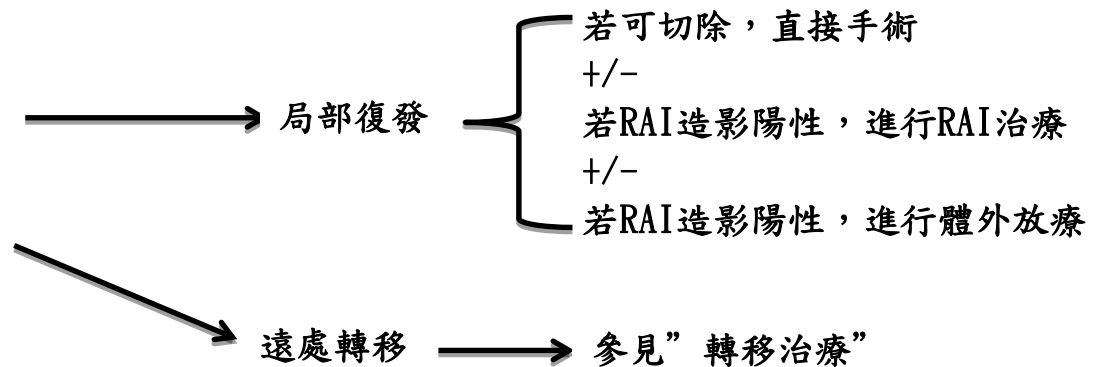 若可切除，直接手術
+/-
局部復發
若RAI造影陽性，進行RAI治療
+/-
若RAI造影陽性，進行體外放療
遠處轉移
參見”轉移治療”